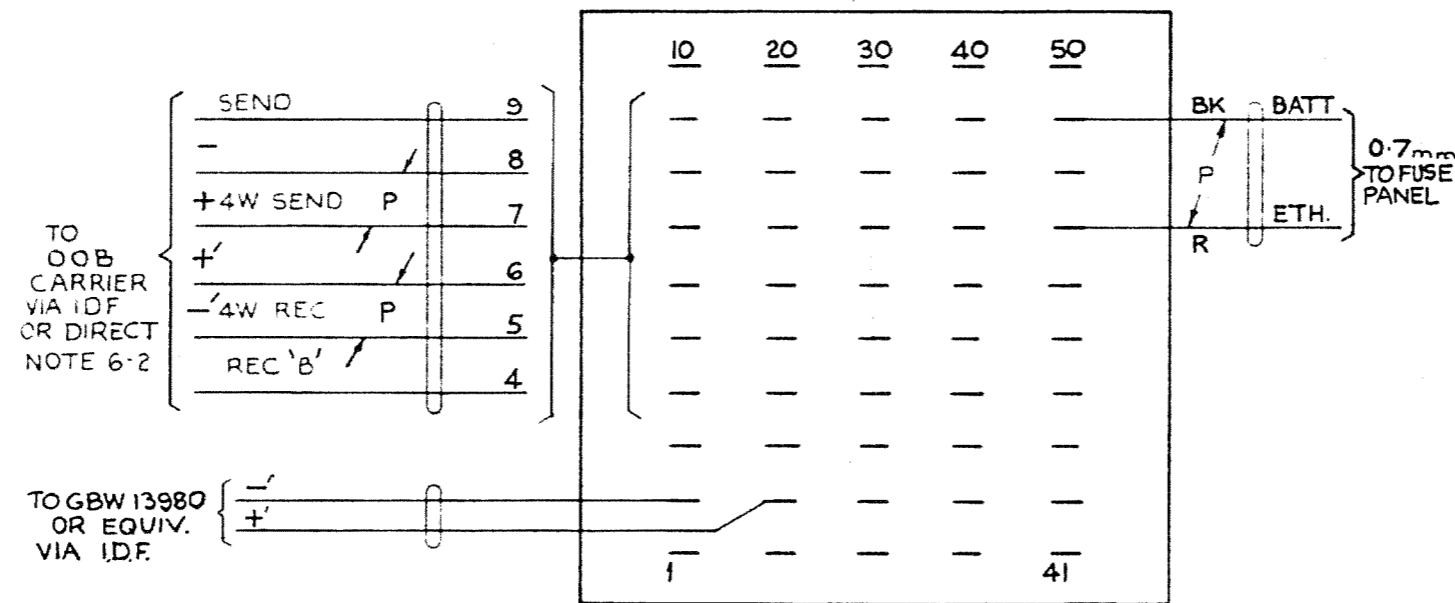 10 20 30 40 50
SEND 9
- 8
+4W SEND P 7
+' 6
-'4W REC P 5
REC 'B' 4
TO
OOB
CARRIER
VIA IDF
OR DIRECT
NOTE 6-2
BK BATT
P
R ETH.
0.7mm
TO FUSE
PANEL
-'
+'
TO GBW 13980
OR EQUIV.
VIA I.D.F.
1 41